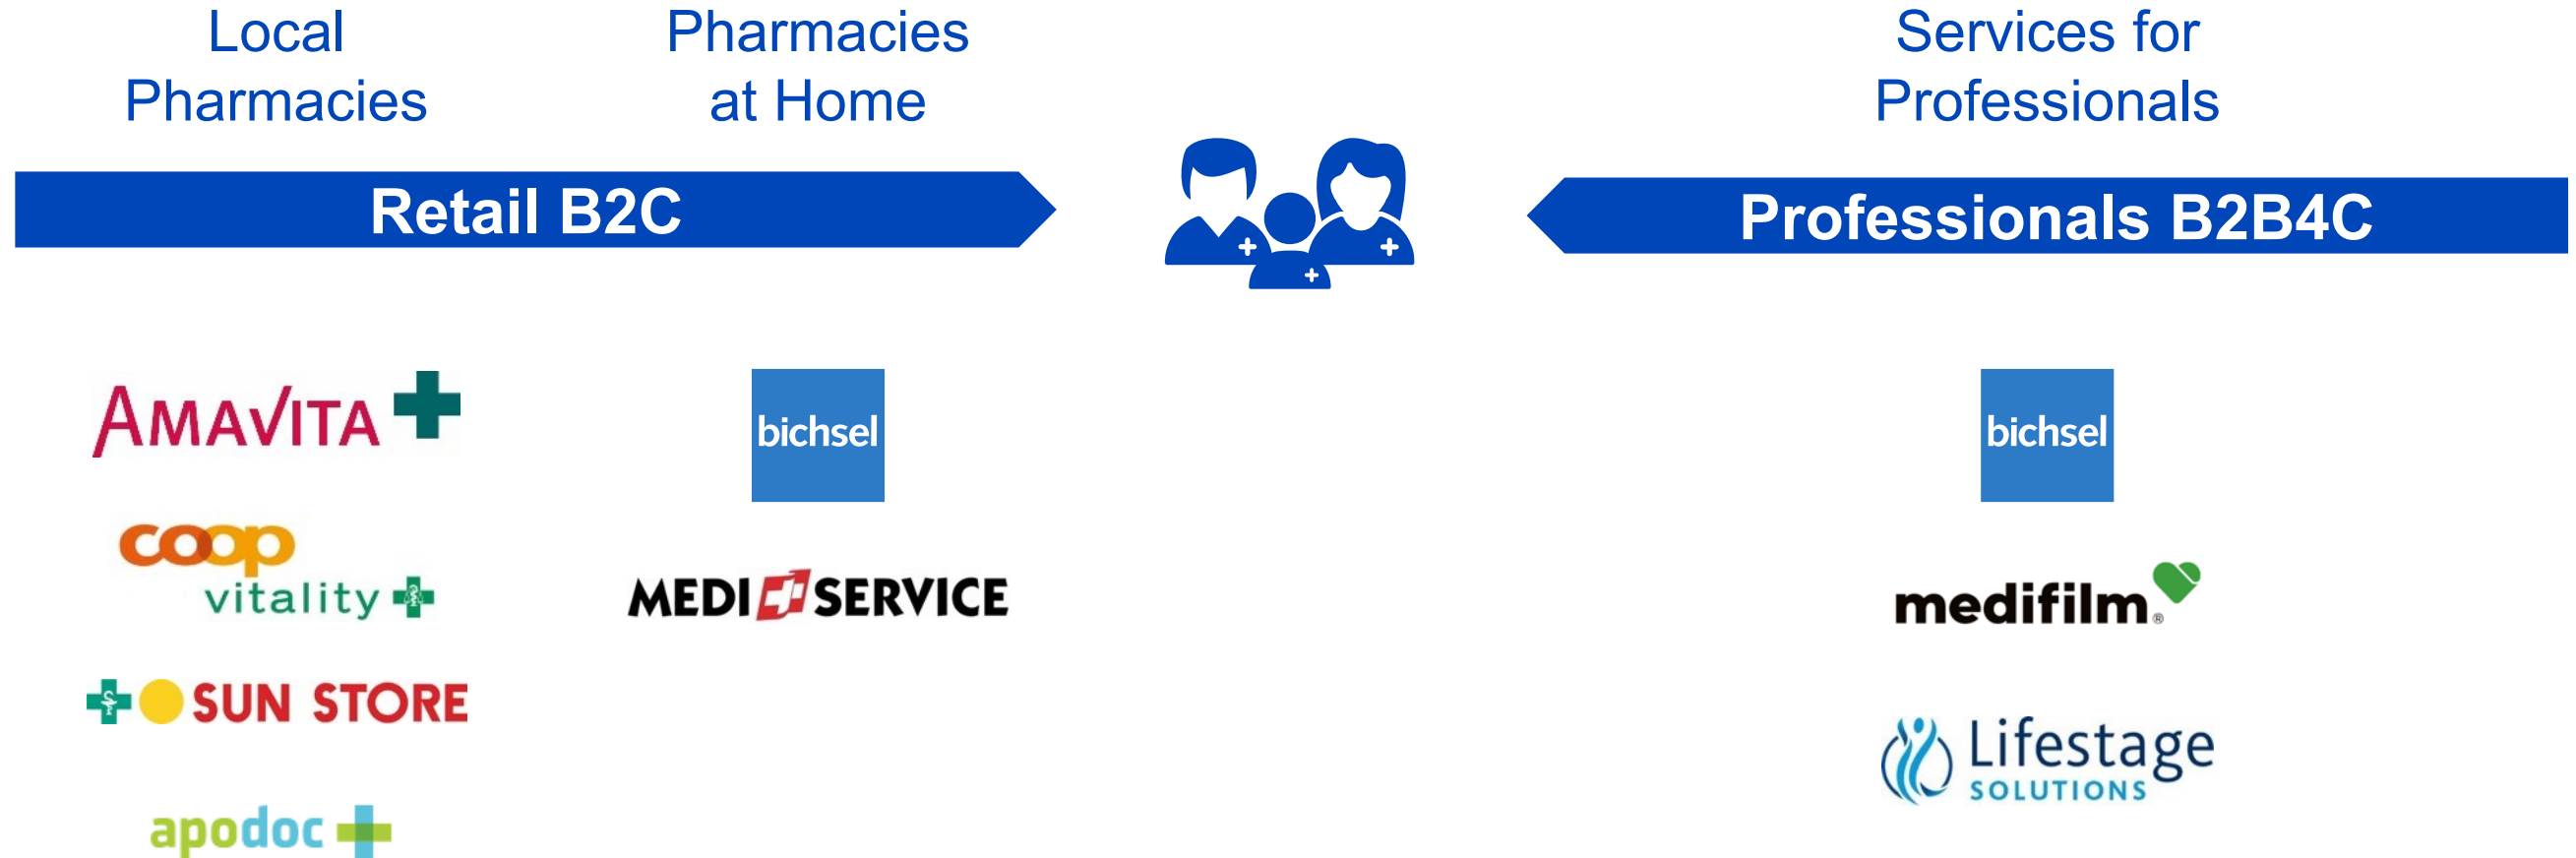 Local
Pharmacies
Pharmacies
at Home
Services for
Professionals
Retail B2C
Professionals B2B4C
AMAVITA
coop
vitality
SUN STORE
apodoc
bichsel
MEDI SERVICE
bichsel
medifilm®
Lifestage
SOLUTIONS